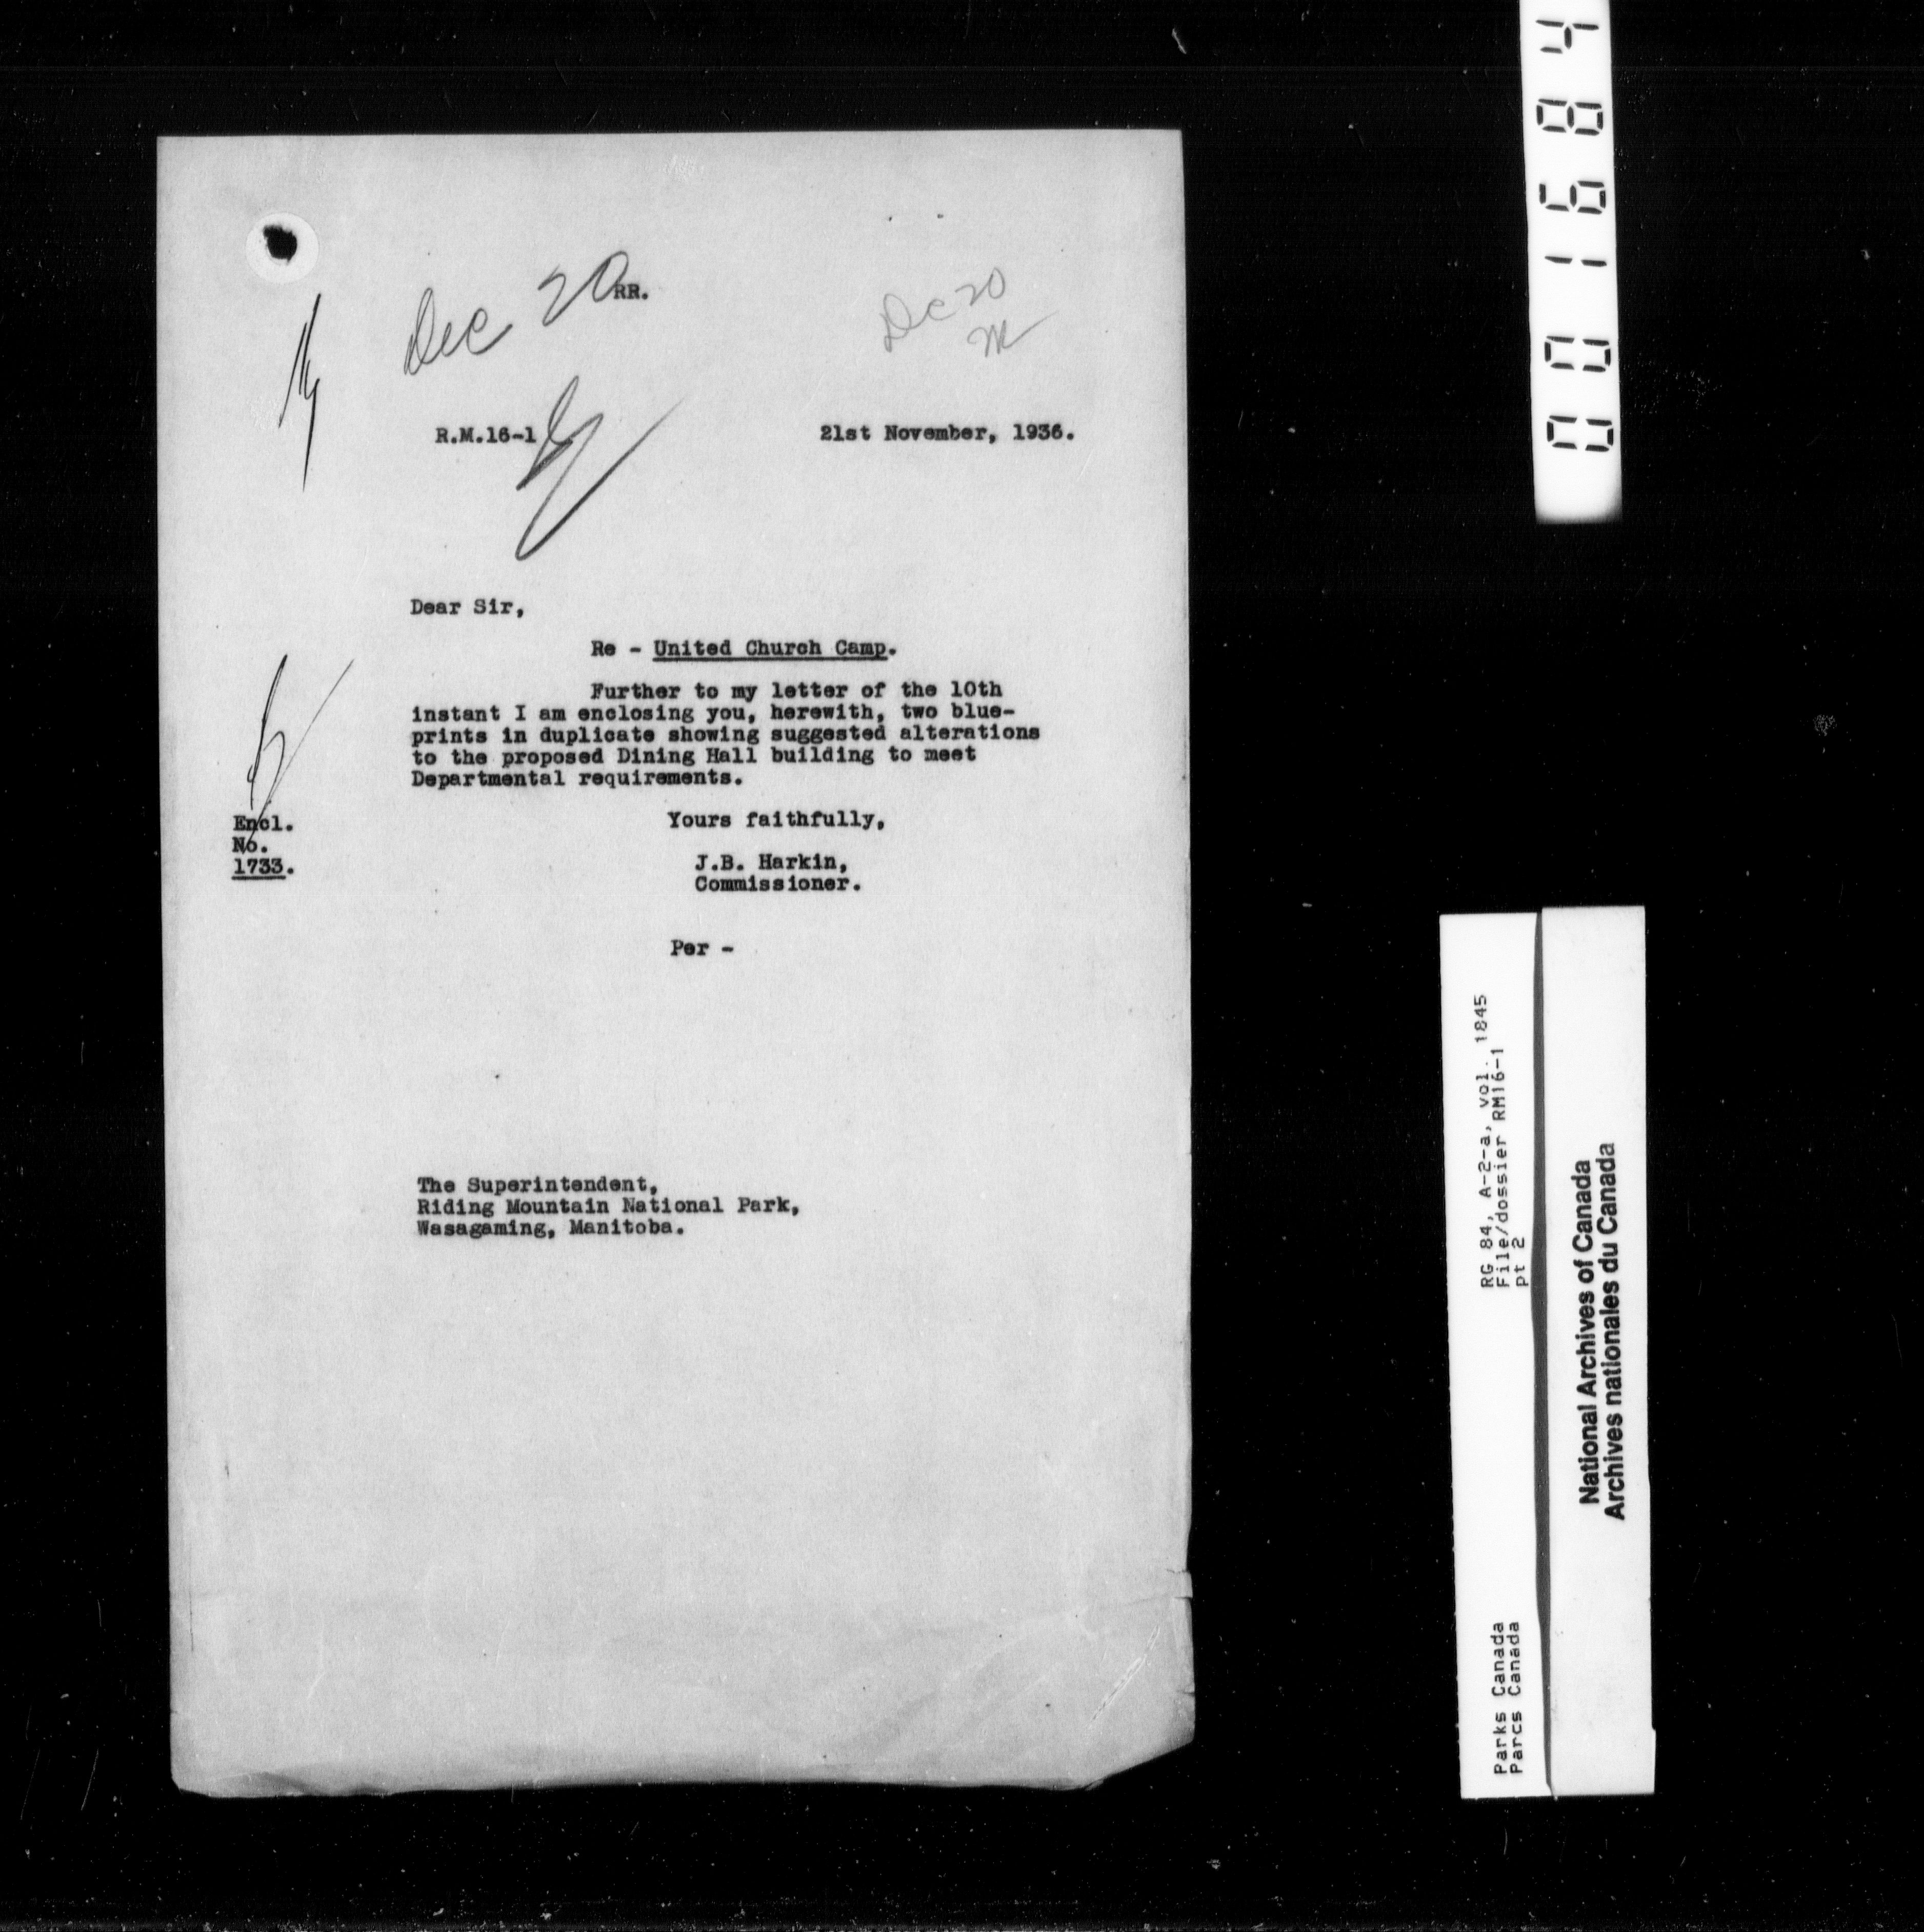 Dec 20
RR.
Dec 20
M
R.M.16-1
21st November, 1936.
Dear Sir,
Re - United Church Camp.
Further to my letter of the 10th
instant I am enclosing you, herewith, two blue-
prints in duplicate showing suggested alterations
to the proposed Dining Hall building to meet
Departmental requirements.
Yours faithfully,
Encl.
No.
1733.
J.B. Harkin,
Commissioner.
Per -
The Superintendent,
Riding Mountain National Park,
Wasagaming, Manitoba.
001684
RG 84, A-2-a, vol. 1845
File/dossier RM16-1
pt 2
Parks Canada
Parcs Canada
National Archives of Canada
Archives nationales du Canada